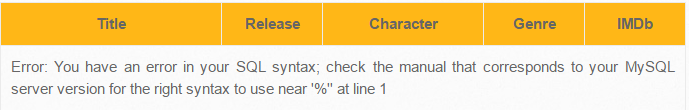 Title Release Character Genre IMDb
Error: You have an error in your SQL syntax; check the manual that corresponds to your MySQL
server version for the right syntax to use near '%'' at line 1